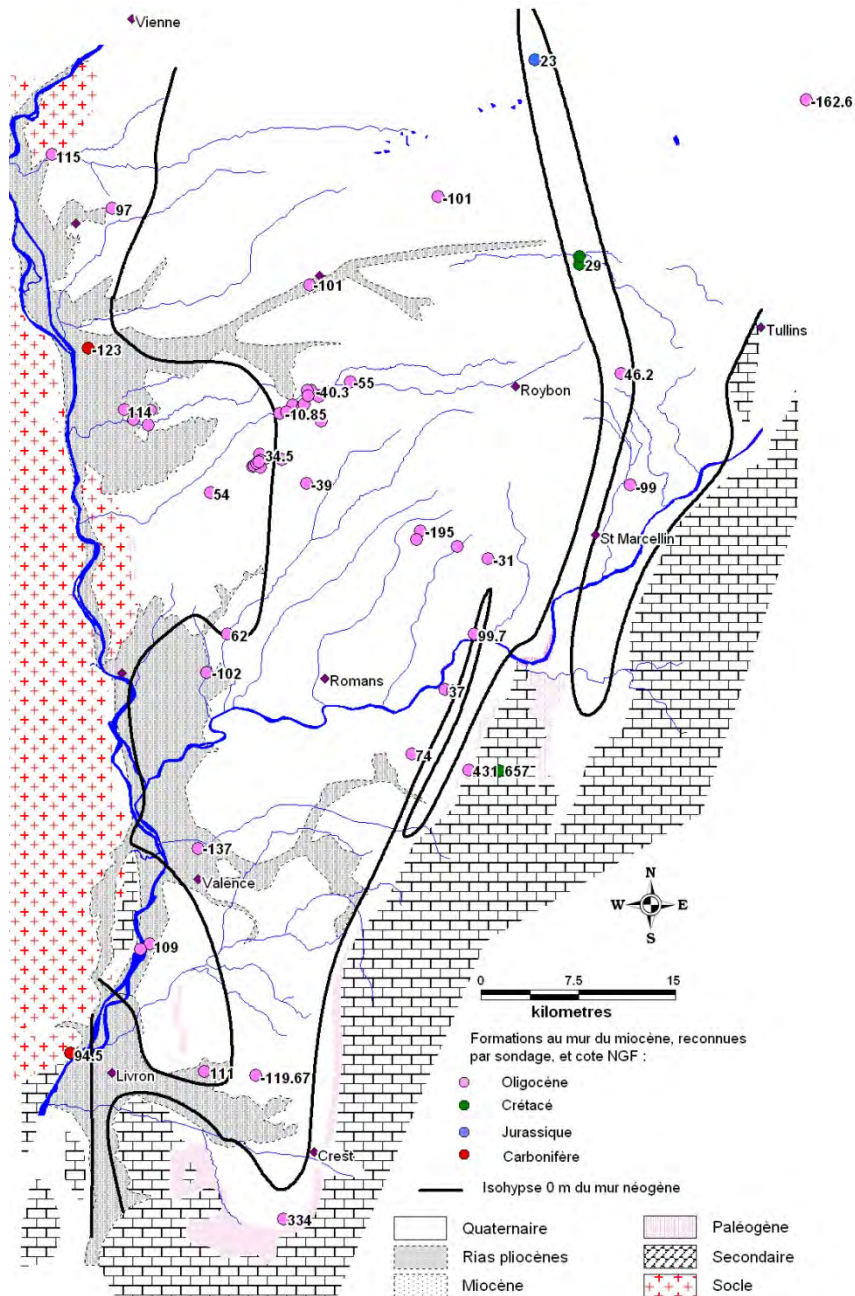 Vienne
23
-162.6
115
-101
97
29
-101
Tullins
-123
46.2
-55
-40.3
Roybon
114
-10.85
34.5
-99
-39
54
-195
St Marcellin
-31
62
99.7
-102
Romans
37
74
431
657
-137
Valence
N
W
E
S
109
0
7.5
15
kilometres
Formations au mur du miocène, reconnues
par sondage, et cote NGF :
94.5
Livron
111
-119.67
Oligocène
Crétacé
Jurassique
Carbonifère
Crest
Isohypse 0 m du mur néogène
334
Quaternaire
Paléogène
Rias pliocènes
Secondaire
Miocène
Socle